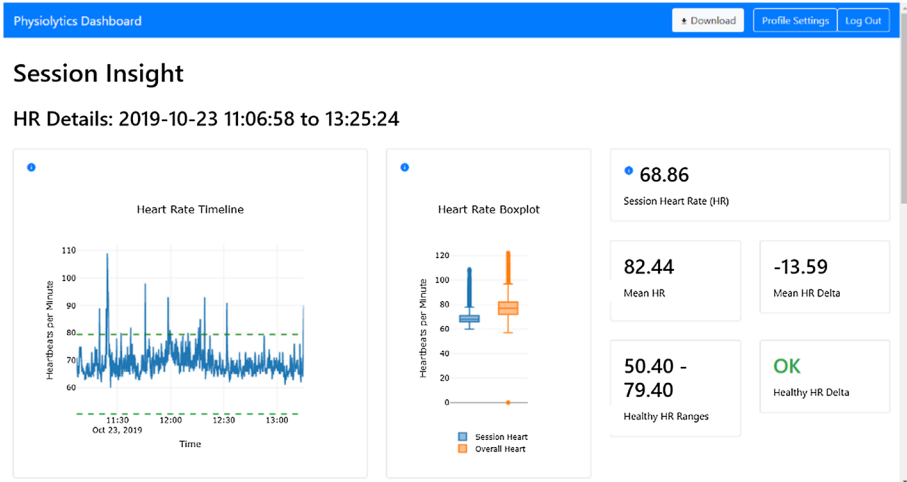 Physiolytics Dashboard
Download
Profile Settings
Log Out
Session Insight
HR Details: 2019-10-23 11:06:58 to 13:25:24
Heart Rate Timeline
Heartbeats per Minute
110
100
90
80
70
60
11:30
12:00
12:30
13:00
Oct 23, 2019
Time
Heart Rate Boxplot
Heartbeats per Minute
120
100
80
60
40
20
0
Session Heart
Overall Heart
68.86
Session Heart Rate (HR)
82.44
Mean HR
-13.59
Mean HR Delta
50.40 -
79.40
Healthy HR Ranges
OK
Healthy HR Delta